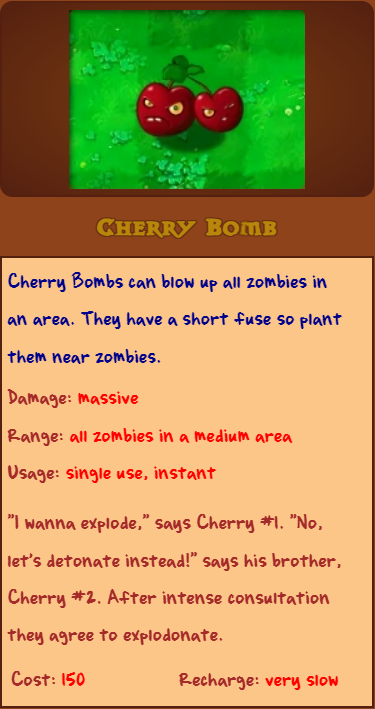 Cherry Bomb
Cherry Bombs can blow up all zombies in
an area. They have a short fuse so plant
them near zombies.
Damage: massive
Range: all zombies in a medium area
Usage: single use, instant
"I wanna explode," says Cherry #1. "No,
let's detonate instead!" says his brother,
Cherry #2. After intense consultation
they agree to explodonate.
Cost: 150 Recharge: very slow